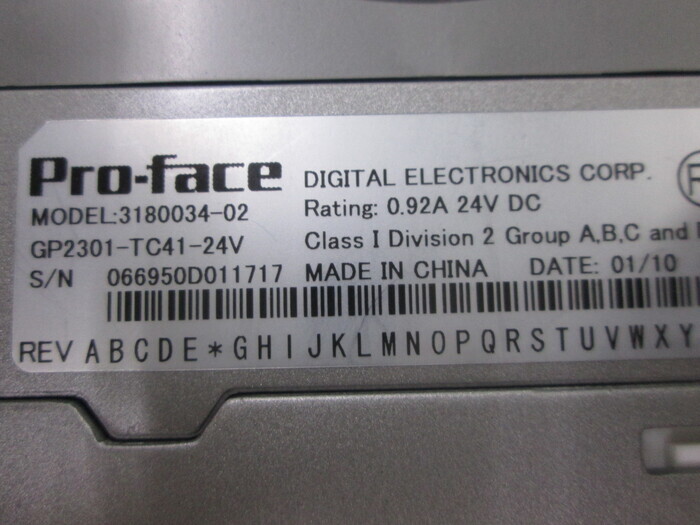 Pro-face
DIGITAL ELECTRONICS CORP.
MODEL:3180034-02
Rating: 0.92A 24V DC
GP2301-TC41-24V
Class I Division 2 Group A,B,C and
S/N 066950D011717 MADE IN CHINA DATE: 01/10
REV A B C D E * G H I J K L M N O P Q R S T U V W X Y